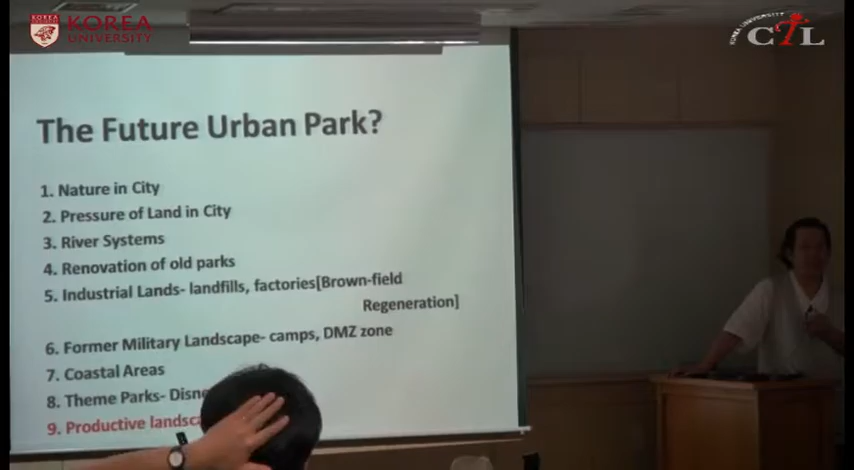 KOREA
UNIVERSITY
KOREA UNIVERSITY
CTL
The Future Urban Park?
1. Nature in City
2. Pressure of Land in City
3. River Systems
4. Renovation of old parks
5. Industrial Lands- landfills, factories[Brown-field
Regeneration]
6. Former Military Landscape- camps, DMZ zone
7. Coastal Areas
8. Theme Parks-
9. Productive